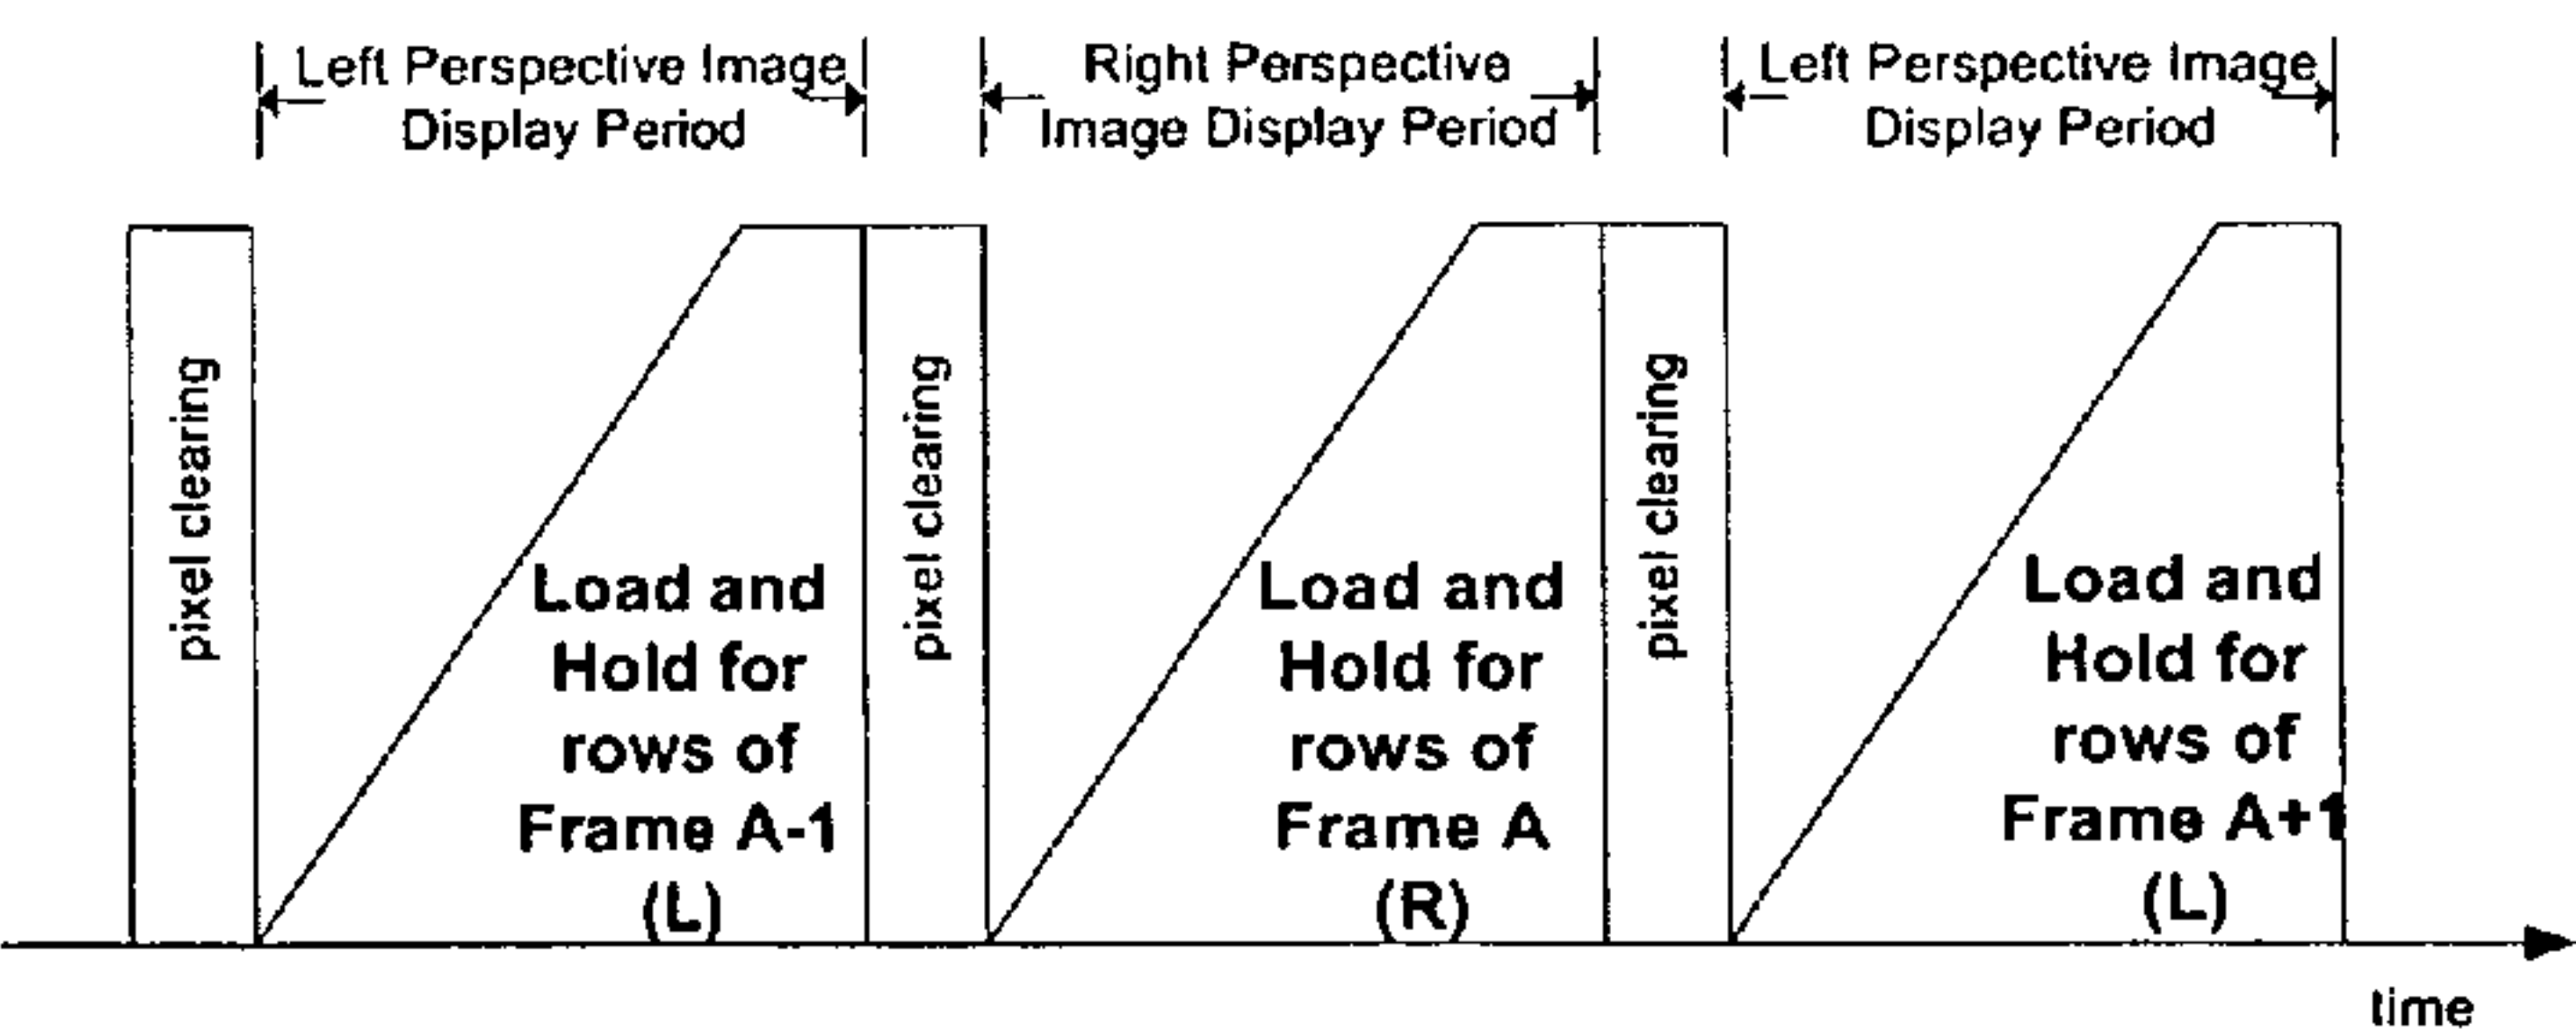 Left Perspective Image
Display Period
Right Perspective
Image Display Period
Left Perspective Image
Display Period
pixel clearing
Load and
Hold for
rows of
Frame A-1
(L)
pixel clearing
Load and
Hold for
rows of
Frame A
(R)
pixel clearing
Load and
Hold for
rows of
Frame A+1
(L)
time